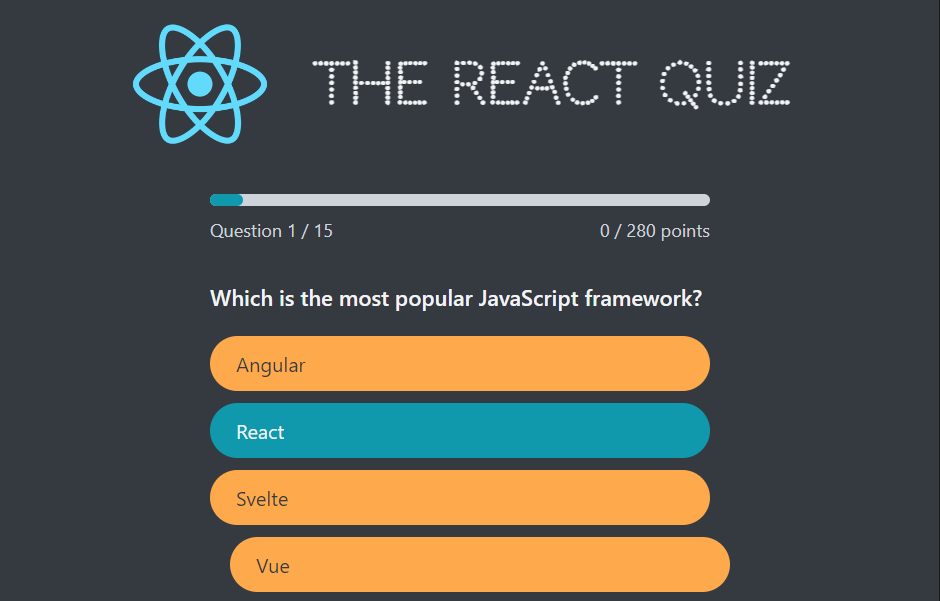 THE REACT QUIZ
Question 1 / 15
0 / 280 points
Which is the most popular JavaScript framework?
Angular
React
Svelte
Vue